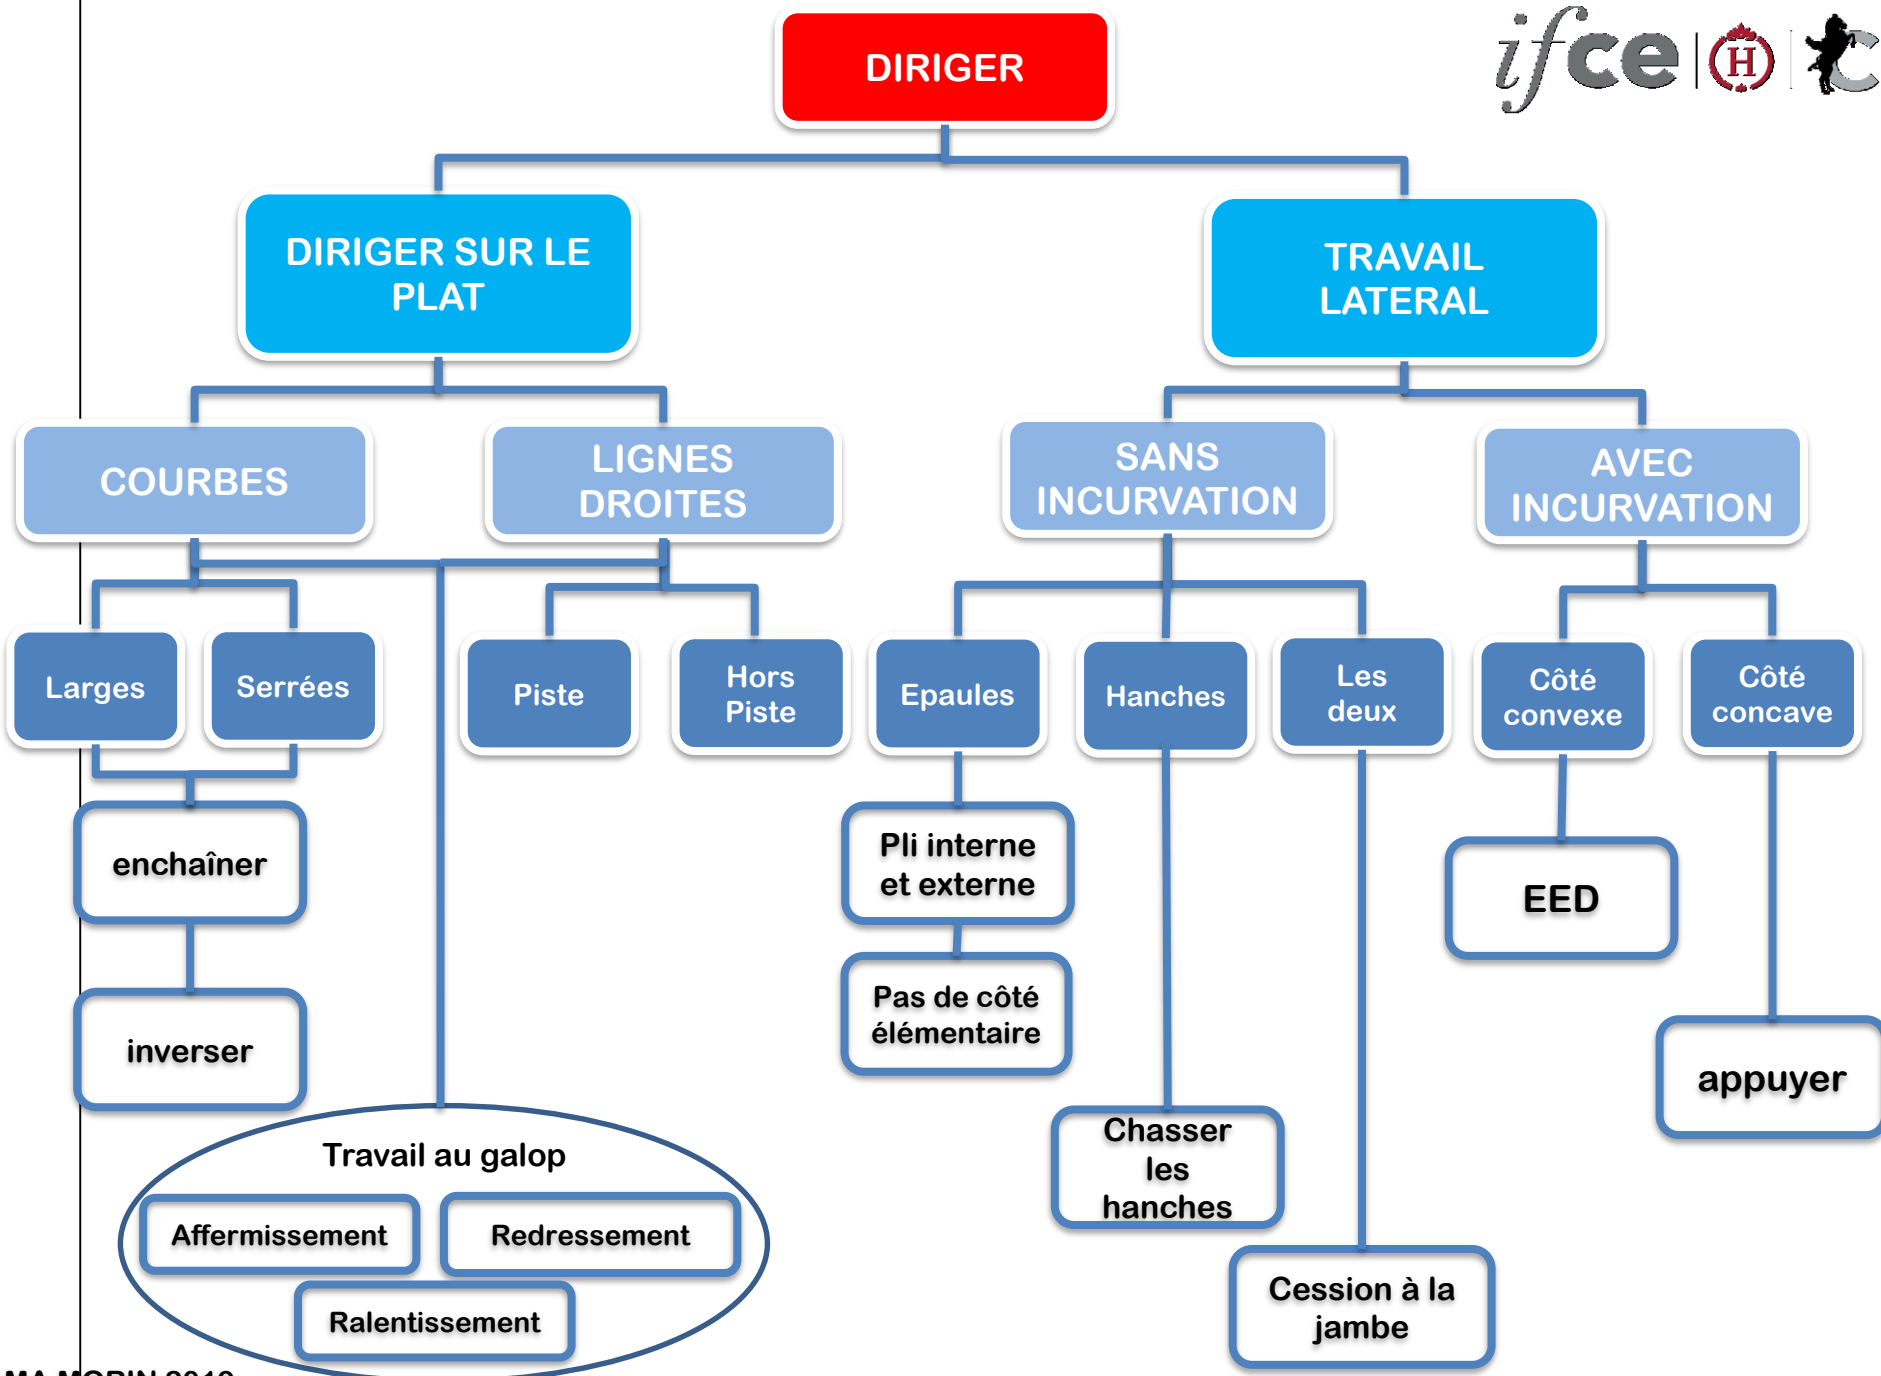 DIRIGER
ifce
H
DIRIGER SUR LE
PLAT
TRAVAIL
LATERAL
COURBES
LIGNES
DROITES
SANS
INCURVATION
AVEC
INCURVATION
Larges
Serrées
Piste
Hors
Piste
Epaules
Hanches
Les
deux
Côté
convexe
Côté
concave
enchaîner
Pli interne
et externe
EED
inverser
Pas de côté
élémentaire
appuyer
Travail au galop
Chasser
les
hanches
Affermissement
Redressement
Ralentissement
Cession à la
jambe
MA MORIN